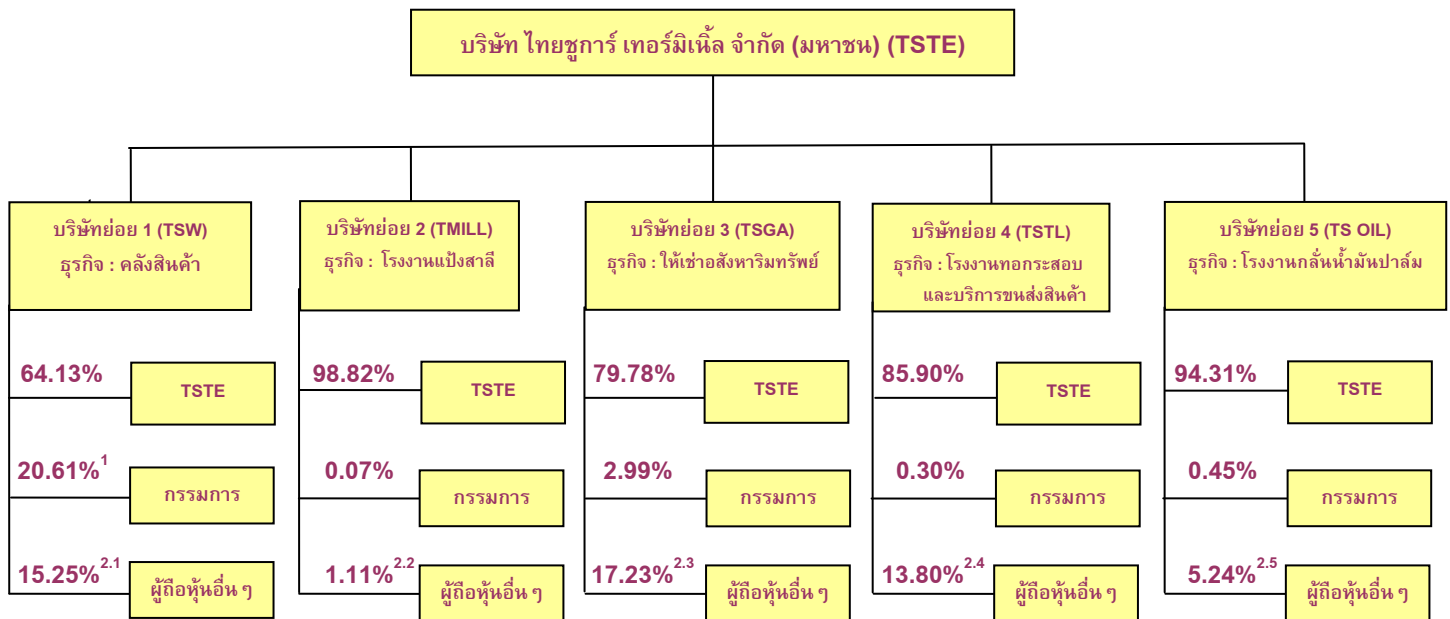 บริษัท ไทยชูการ์ เทอร์มิเนิ้ล จำกัด (มหาชน) (TSTE)
บริษัทย่อย 1 (TSW)
ธุรกิจ : คลังสินค้า
บริษัทย่อย 2 (TMILL)
ธุรกิจ : โรงงานแป้งสาลี
บริษัทย่อย 3 (TSGA)
ธุรกิจ : ให้เช่าอสังหาริมทรัพย์
บริษัทย่อย 4 (TSTL)
ธุรกิจ : โรงงานทอกระสอบ
และบริการขนส่งสินค้า
บริษัทย่อย 5 (TS OIL)
ธุรกิจ : โรงงานกลั่นน้ำมันปาล์ม
64.13% TSTE
98.82% TSTE
79.78% TSTE
85.90% TSTE
94.31% TSTE
20.61%1 กรรมการ
0.07% กรรมการ
2.99% กรรมการ
0.30% กรรมการ
0.45% กรรมการ
15.25%2.1 ผู้ถือหุ้นอื่น ๆ
1.11%2.2 ผู้ถือหุ้นอื่น ๆ
17.23%2.3 ผู้ถือหุ้นอื่น ๆ
13.80%2.4 ผู้ถือหุ้นอื่น ๆ
5.24%2.5 ผู้ถือหุ้นอื่น ๆ